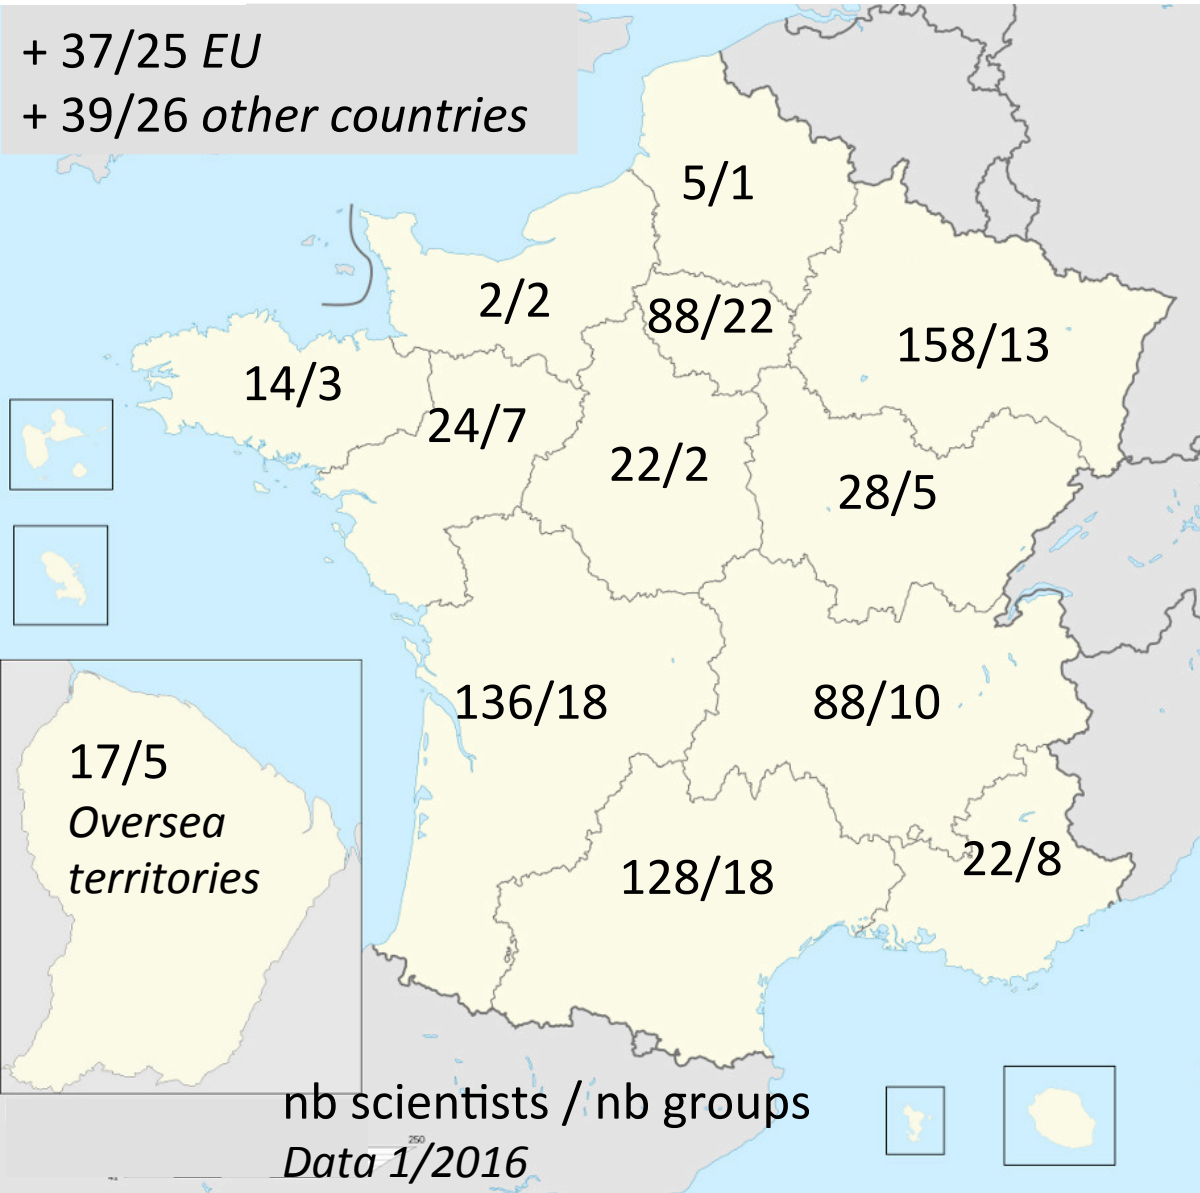 + 37/25 EU
+ 39/26 other countries
5/1
2/2
88/22
158/13
14/3
24/7
22/2
28/5
136/18
88/10
17/5
Oversea
territories
128/18
22/8
nb scientists / nb groups
250
Data 1/2016